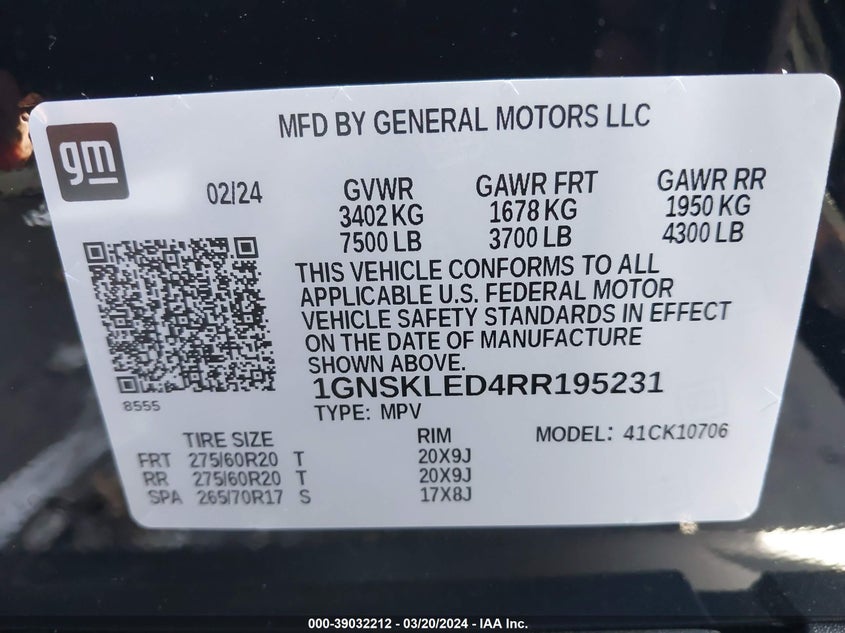 MFD BY GENERAL MOTORS LLC
gm
02/24
GVWR
3402 KG
7500 LB
GAWR FRT
1678 KG
3700 LB
GAWR RR
1950 KG
4300 LB
THIS VEHICLE CONFORMS TO ALL
APPLICABLE U.S. FEDERAL MOTOR
VEHICLE SAFETY STANDARDS IN EFFECT
ON THE DATE OF MANUFACTURE
SHOWN ABOVE.
1GNSKLED4RR195231
8555
TYPE: MPV
MODEL: 41CK10706
TIRE SIZE RIM
FRT 275/60R20 T 20X9J
RR 275/60R20 T 20X9J
SPA 265/70R17 S 17X8J
000-39032212 - 03/20/2024 - IAA Inc.